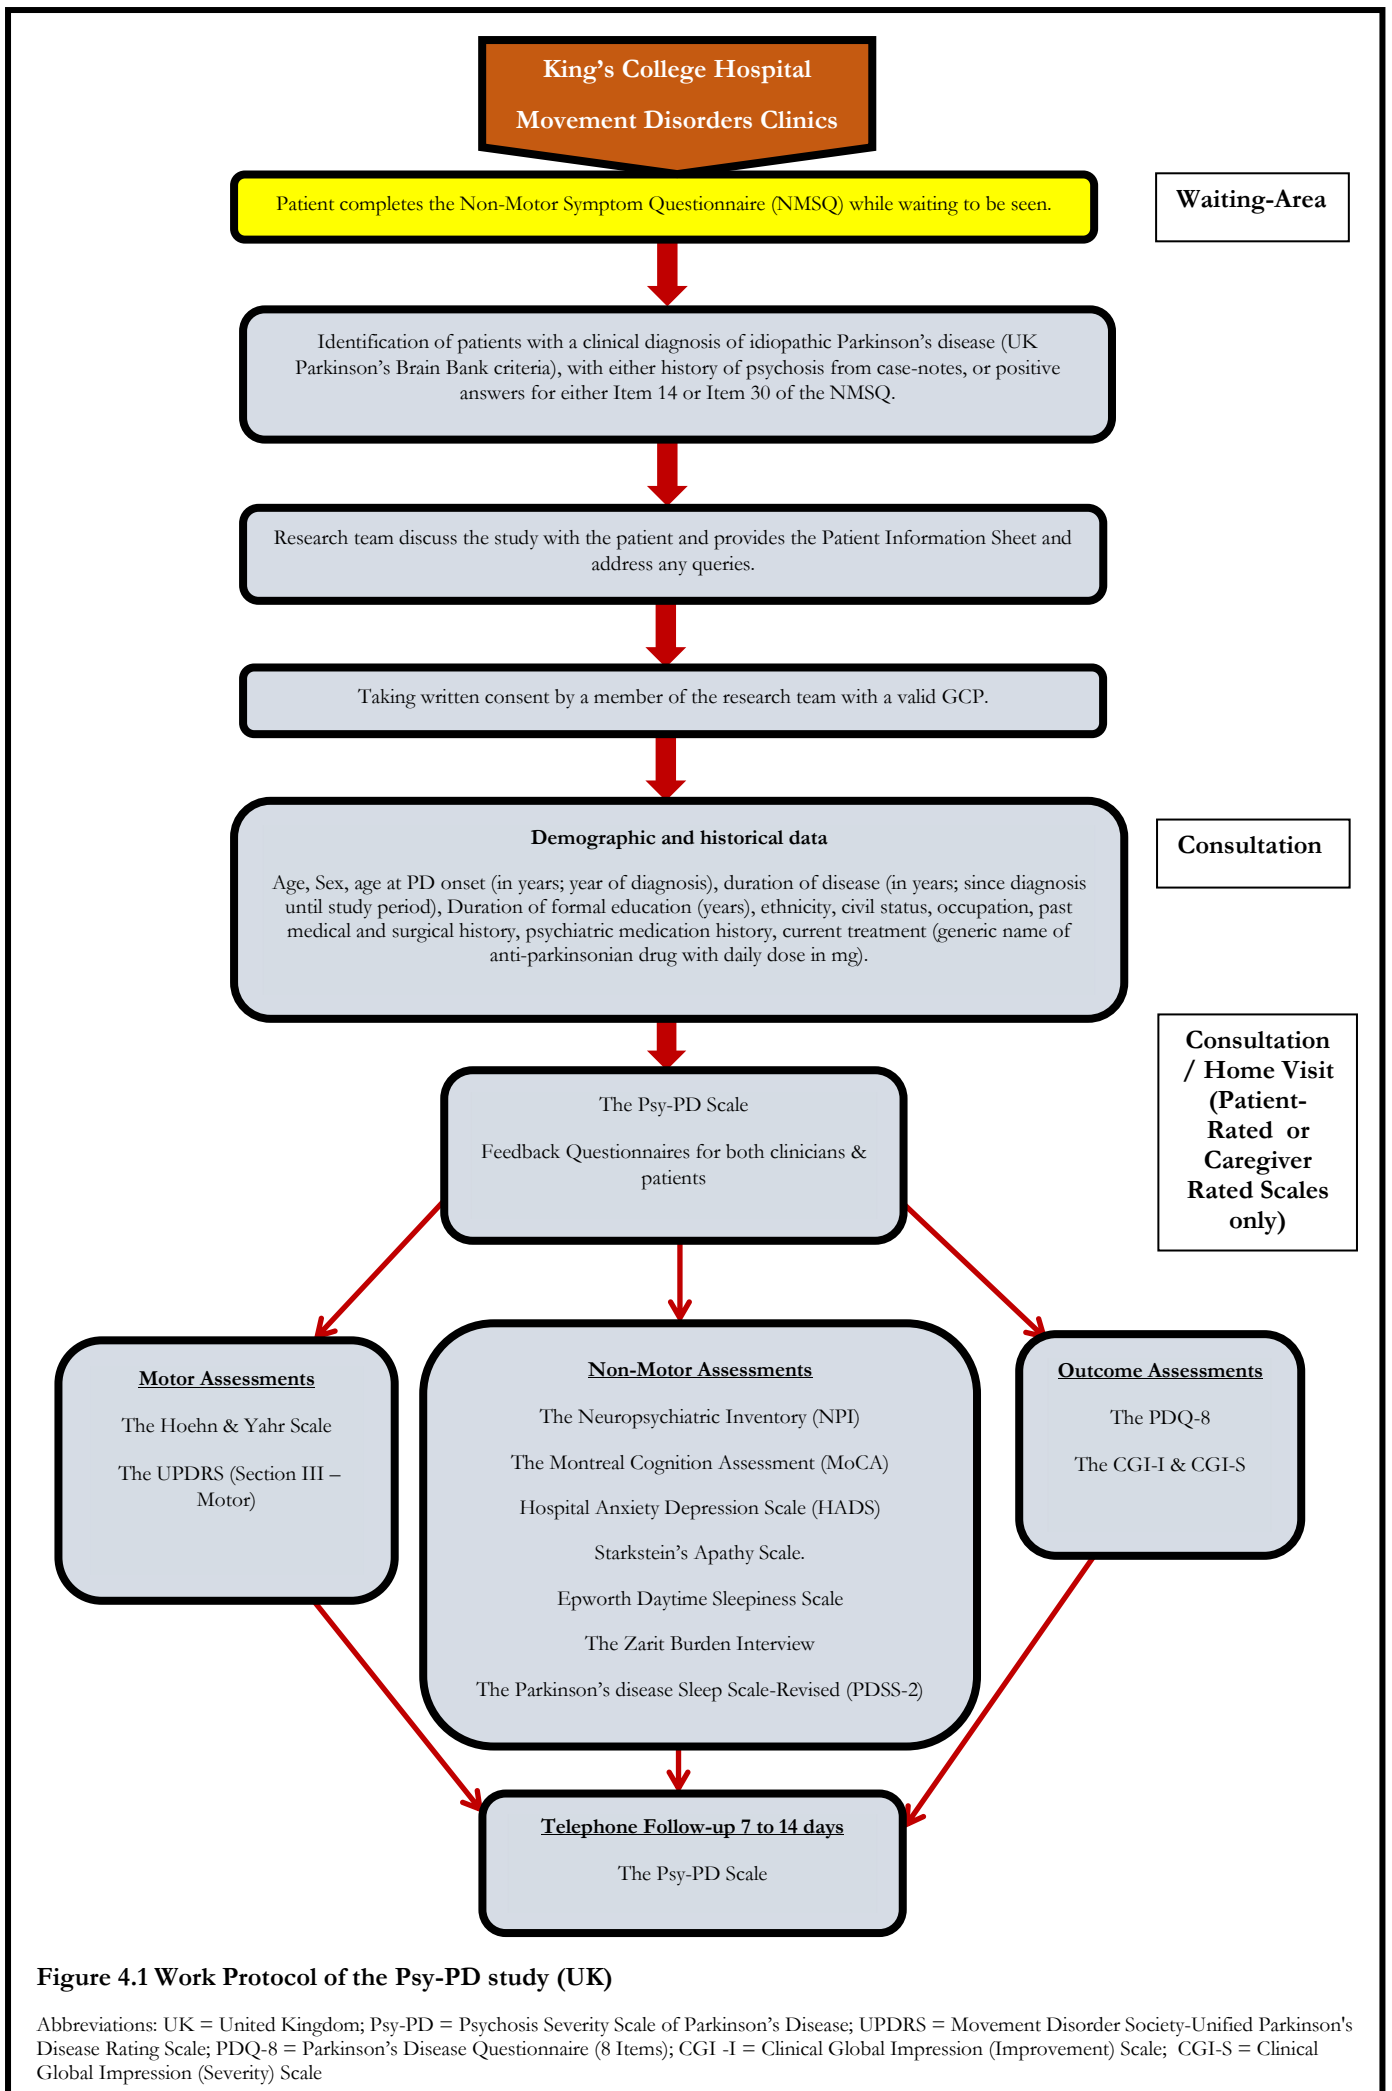 King's College Hospital
Movement Disorders Clinics
Patient completes the Non-Motor Symptom Questionnaire (NMSQ) while waiting to be seen.
Waiting-Area
Identification of patients with a clinical diagnosis of idiopathic Parkinson's disease (UK
Parkinson's Brain Bank criteria), with either history of psychosis from case-notes, or positive
answers for either Item 14 or Item 30 of the NMSQ.
Research team discuss the study with the patient and provides the Patient Information Sheet and
address any queries.
Taking written consent by a member of the research team with a valid GCP.
Demographic and historical data
Age, Sex, age at PD onset (in years; year of diagnosis), duration of disease (in years; since diagnosis
until study period), Duration of formal education (years), ethnicity, civil status, occupation, past
medical and surgical history, psychiatric medication history, current treatment (generic name of
anti-parkinsonian drug with daily dose in mg).
Consultation
Consultation
/ Home Visit
(Patient-
Rated or
Caregiver
Rated Scales
only)
The Psy-PD Scale
Feedback Questionnaires for both clinicians &
patients
Motor Assessments
The Hoehn & Yahr Scale
The UPDRS (Section III –
Motor)
Non-Motor Assessments
The Neuropsychiatric Inventory (NPI)
The Montreal Cognition Assessment (MoCA)
Hospital Anxiety Depression Scale (HADS)
Starkstein's Apathy Scale.
Epworth Daytime Sleepiness Scale
The Zarit Burden Interview
The Parkinson's disease Sleep Scale-Revised (PDSS-2)
Outcome Assessments
The PDQ-8
The CGI-I & CGI-S
Telephone Follow-up 7 to 14 days
The Psy-PD Scale
Figure 4.1 Work Protocol of the Psy-PD study (UK)
Abbreviations: UK = United Kingdom; Psy-PD = Psychosis Severity Scale of Parkinson's Disease; UPDRS = Movement Disorder Society-Unified Parkinson's
Disease Rating Scale; PDQ-8 = Parkinson's Disease Questionnaire (8 Items); CGI -I = Clinical Global Impression (Improvement) Scale; CGI-S = Clinical
Global Impression (Severity) Scale